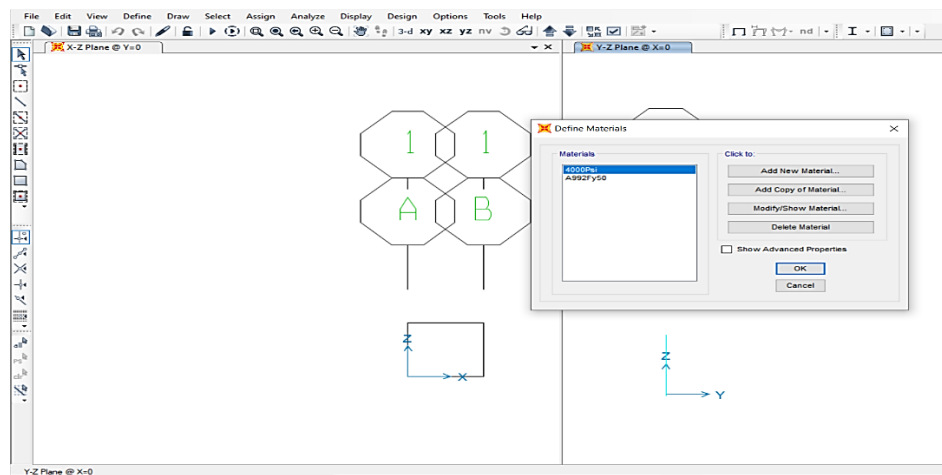 File Edit View Define Draw Select Assign Analyze Display Design Options Tools Help
3-d xy xz yz nv nd
X-Z Plane @ Y=0
Y-Z Plane @ X=0
1 1
A B
Z
X
Define Materials
Materials
4000Psi
A992Fy50
Click to:
Add New Material...
Add Copy of Material...
Modify/Show Material...
Delete Material
Show Advanced Properties
OK
Cancel
Z
Y
Y-Z Plane @ X=0